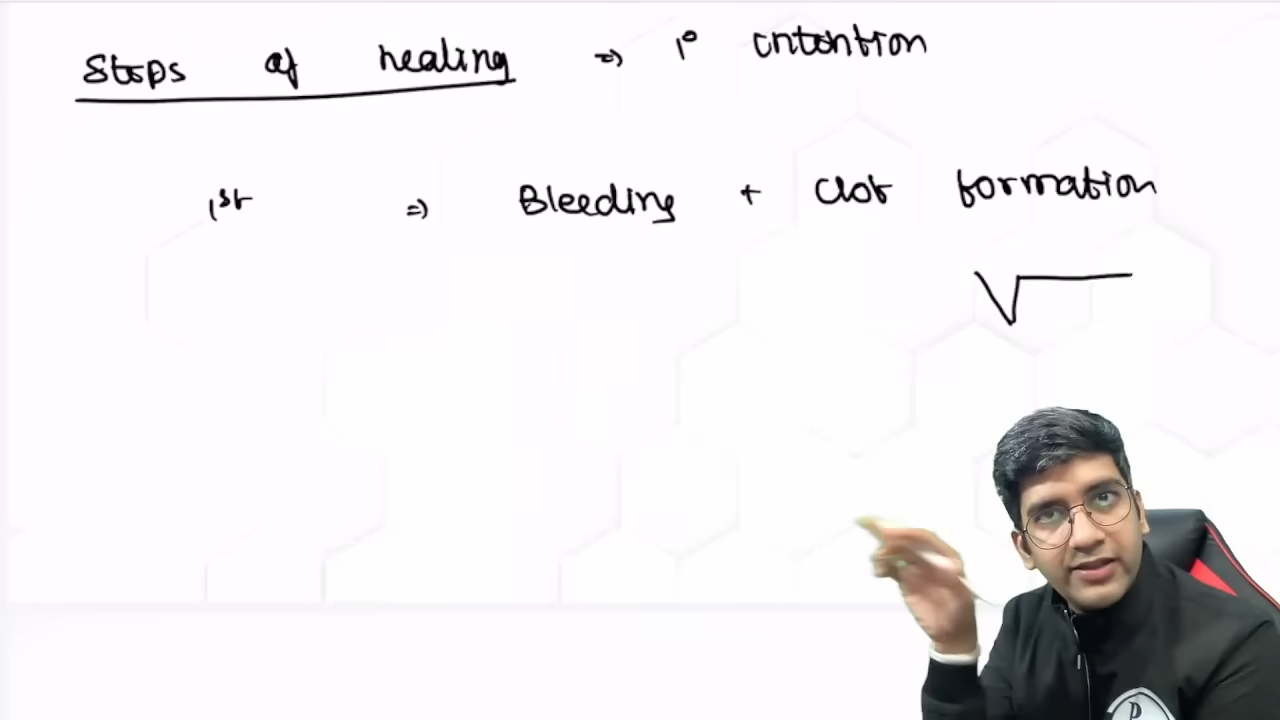 Steps of healing => 1° intention
1st => Bleeding + Clot formation